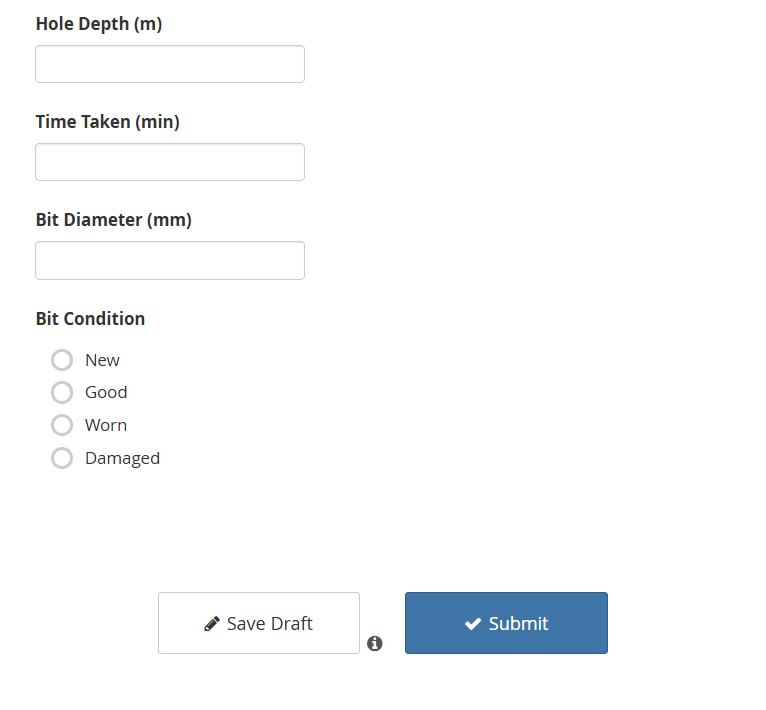 Hole Depth (m)
Time Taken (min)
Bit Diameter (mm)
Bit Condition
New
Good
Worn
Damaged
Save Draft
Submit